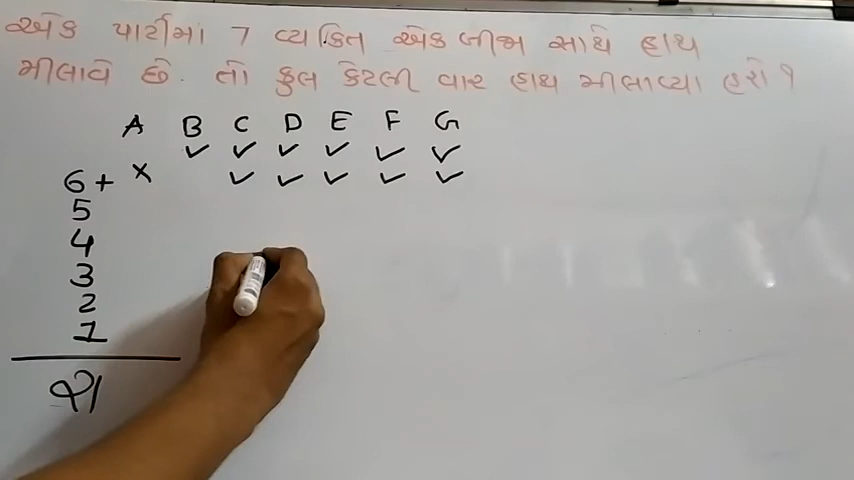 એક પાર્ટીમાં 7 વ્યકિત એક બીજા સાથે હાથ
મીલાવે છે. તો કુલ કેટલી વાર હાથ મીલાવ્યા હશે ?
A B C D E F G
✓ ✓ ✓ ✓ ✓ ✓
6 + × ✓ ✓ ✓ ✓ ✓
5
4
3
2
1
૨૧